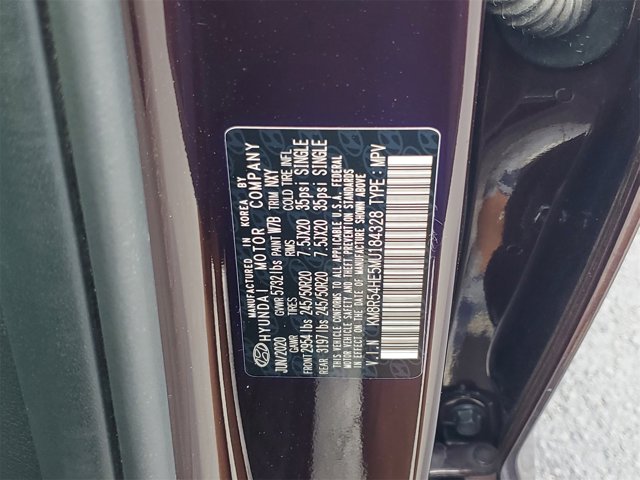 MANUFACTURED IN KOREA BY
HYUNDAI MOTOR COMPANY
JUN/2020 GVWR 5732 lbs PAINT W7B TRIM NXY
GAWR TIRES RIMS COLD TIRE INFL
FRONT 2954 lbs 245/50R20 7.5JX20 35psi SINGLE
REAR 3197 lbs 245/50R20 7.5JX20 35psi SINGLE
THIS VEHICLE CONFORMS TO ALL APPLICABLE U.S.A. FEDERAL
MOTOR VEHICLE SAFETY, BUMPER, AND THEFT PREVENTION STANDARDS
IN EFFECT ON THE DATE OF MANUFACTURE SHOWN ABOVE
V.I.N KM8R54HE5MU184328 TYPE : MPV